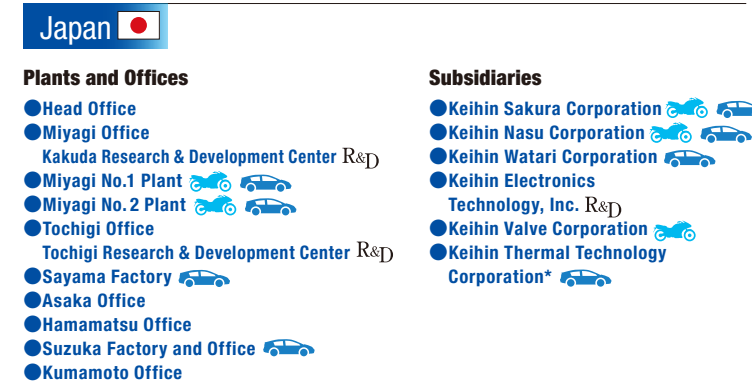 Japan
Plants and Offices
●Head Office
●Miyagi Office
Kakuda Research & Development Center R&D
●Miyagi No.1 Plant
●Miyagi No. 2 Plant
●Tochigi Office
Tochigi Research & Development Center R&D
●Sayama Factory
●Asaka Office
●Hamamatsu Office
●Suzuka Factory and Office
●Kumamoto Office
Subsidiaries
●Keihin Sakura Corporation
●Keihin Nasu Corporation
●Keihin Watari Corporation
●Keihin Electronics
Technology, Inc. R&D
●Keihin Valve Corporation
●Keihin Thermal Technology
Corporation*